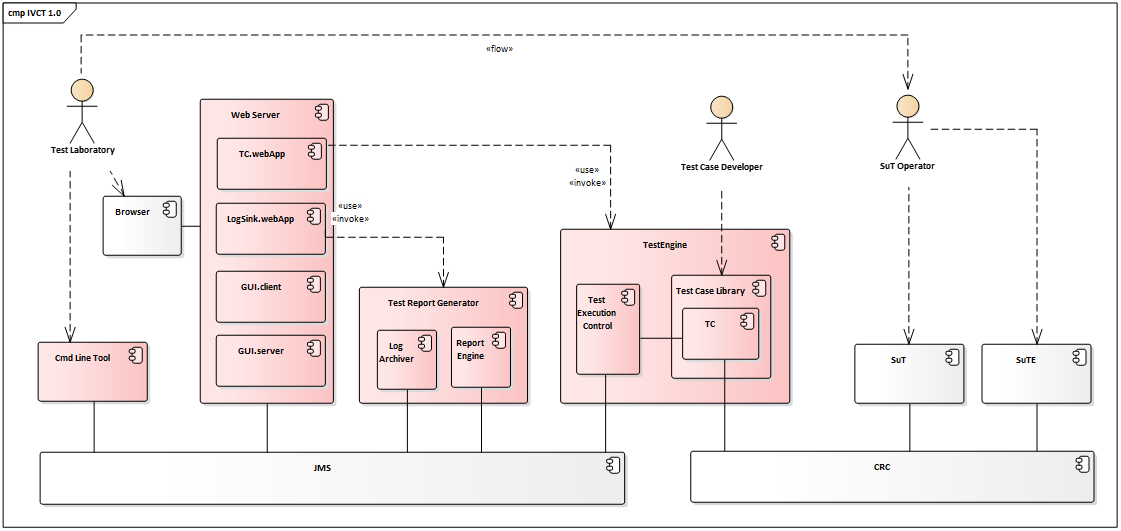 cmp IVCT 1.0
«flow»
Test Laboratory
Web Server
TC.webApp
Test Case Developer
SuT Operator
«use»
«invoke»
Browser
LogSink.webApp
«use»
«invoke»
TestEngine
GUI.client
Test Report Generator
Test
Execution
Control
Test Case Library
TC
Log
Archiver
Report
Engine
GUI.server
Cmd Line Tool
SuT
SuTE
JMS
CRC